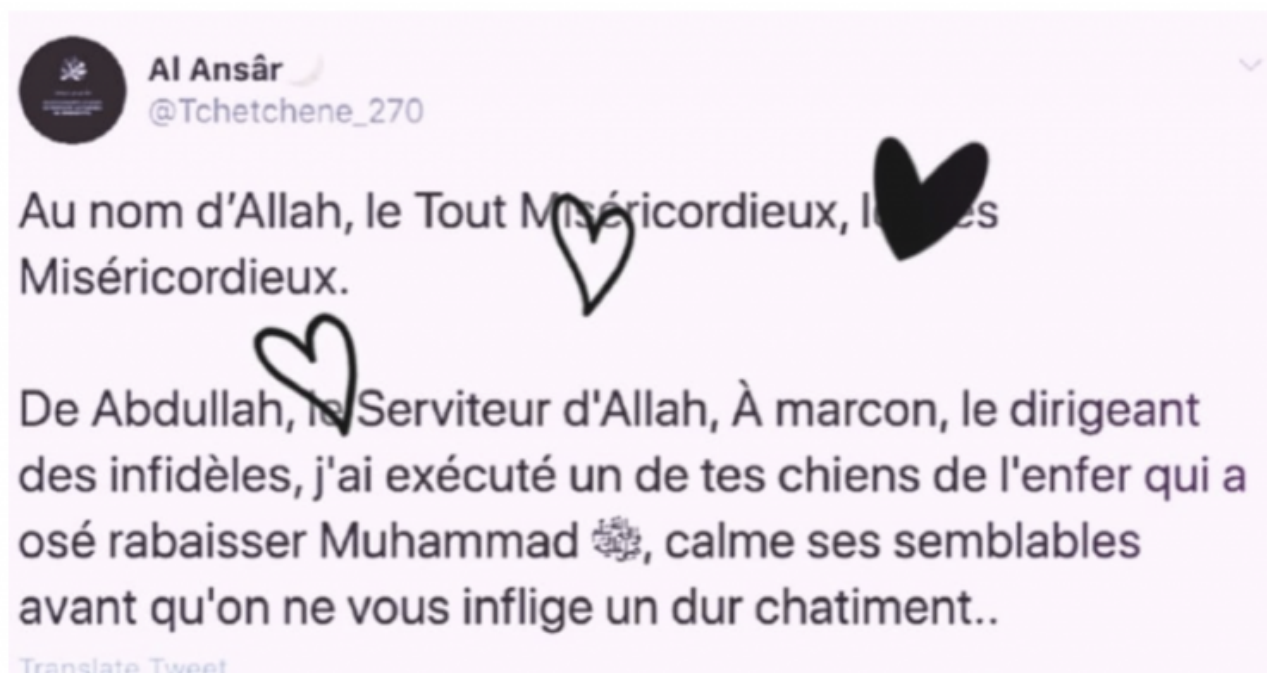 Al Ansâr
@Tchetchene_270
Au nom d'Allah, le Tout Miséricordieux, l s
Miséricordieux.
De Abdullah, le Serviteur d'Allah, À marcon, le dirigeant
des infidèles, j'ai exécuté un de tes chiens de l'enfer qui a
osé rabaisser Muhammad ﷺ, calme ses semblables
avant qu'on ne vous inflige un dur chatiment..
Translate Tweet